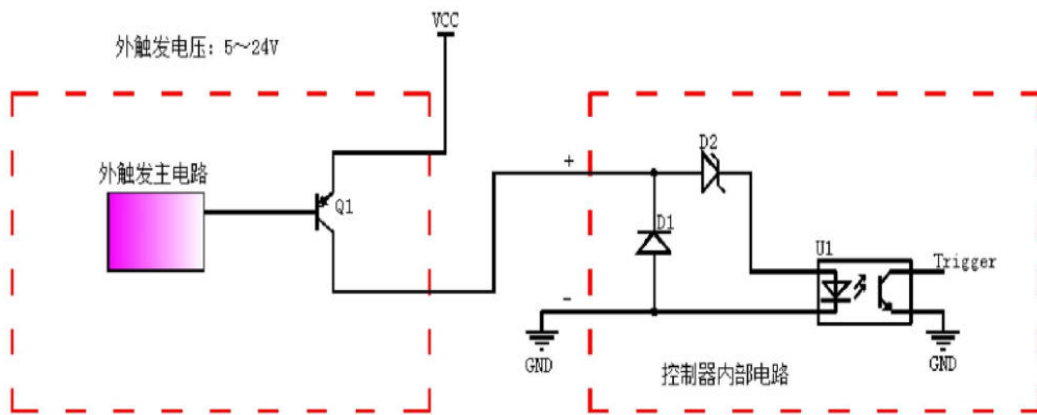 VCC
外触发电压：5～24V
外触发主电路
Q1
+
D2
D1
U1
Trigger
-
GND
GND
控制器内部电路